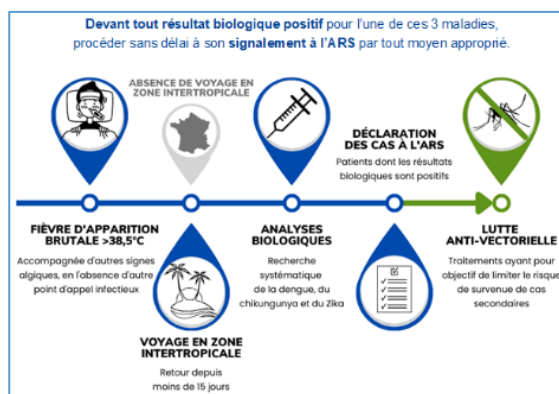 Devant tout résultat biologique positif pour l'une de ces 3 maladies,
procéder sans délai à son signalement à l'ARS par tout moyen approprié.
ABSENCE DE VOYAGE EN
ZONE INTERTROPICALE
DÉCLARATION
DES CAS À L'ARS
Patients dont les résultats
biologiques sont positifs
FIÈVRE D'APPARITION
BRUTALE >38,5°C
Accompagnée d'autres signes
algiques, en l'absence d'autre
point d'appel infectieux
ANALYSES
BIOLOGIQUES
Recherche
systématique
de la dengue, du
chikungunya et du Zika
LUTTE
ANTI-VECTORIELLE
Traitements ayant pour
objectif de limiter le risque
de survenue de cas
secondaires
VOYAGE EN ZONE
INTERTROPICALE
Retour depuis
moins de 15 jours